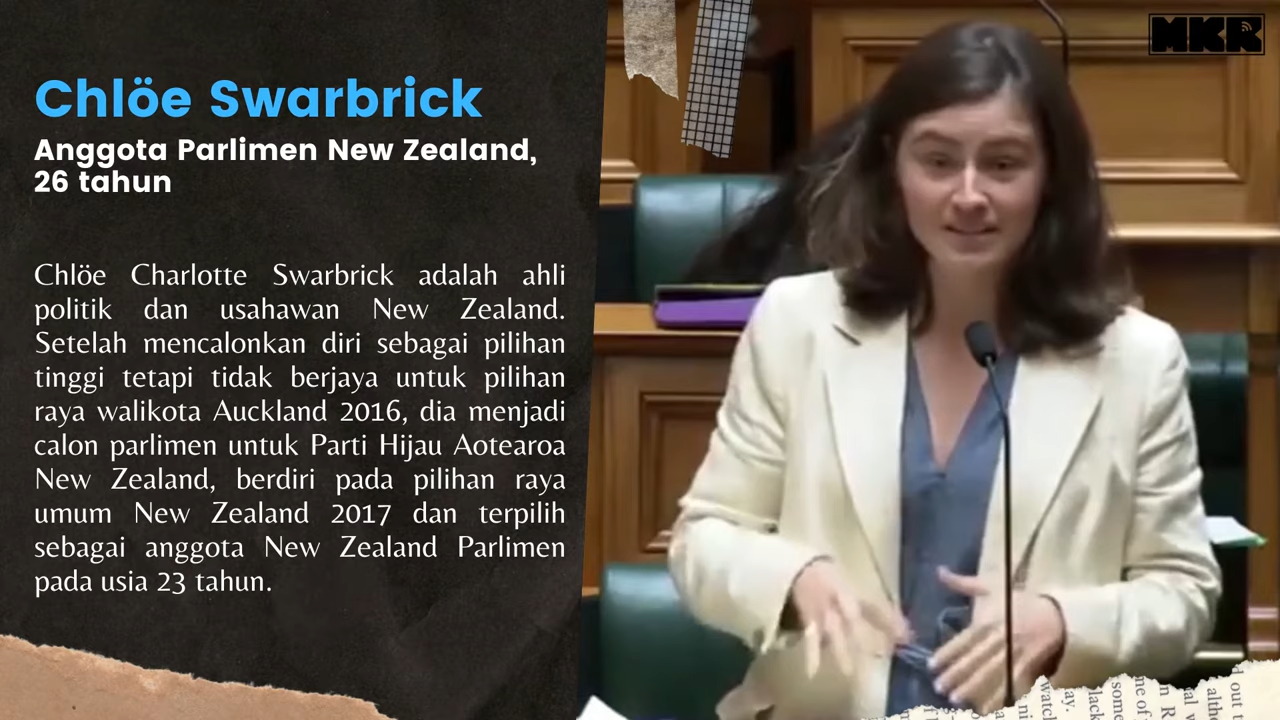 MKR
Chlöe Swarbrick
Anggota Parlimen New Zealand,
26 tahun
Chlöe Charlotte Swarbrick adalah ahli
politik dan usahawan New Zealand.
Setelah mencalonkan diri sebagai pilihan
tinggi tetapi tidak berjaya untuk pilihan
raya walikota Auckland 2016, dia menjadi
calon parlimen untuk Parti Hijau Aotearoa
New Zealand, berdiri pada pilihan raya
umum New Zealand 2017 dan terpilih
sebagai anggota New Zealand Parlimen
pada usia 23 tahun.